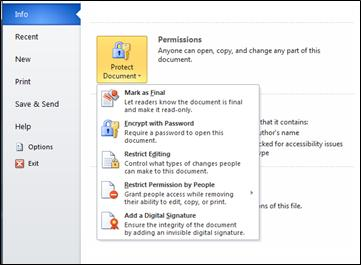 Info
Recent
New
Print
Save & Send
Help
Options
Exit
Permissions
Anyone can open, copy, and change any part of this
document.
Protect
Document
Mark as Final
Let readers know the document is final
and make it read-only.
Encrypt with Password
Require a password to open this
document.
Restrict Editing
Control what types of changes people
can make to this document.
Restrict Permission by People
Grant people access while removing
their ability to edit, copy, or print.
Add a Digital Signature
Ensure the integrity of the document
by adding an invisible digital signature.
that it contains:
thor's name
cked for accessibility issues
type
ons of this file.